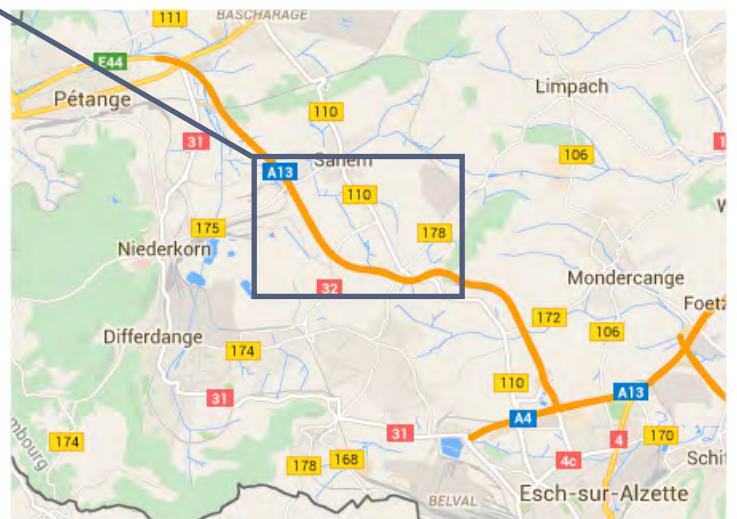 111
BASCHARAGE
E44
Pétange
Limpach
110
31
106
Sanem
A13
110
175
178
Niederkorn
32
Mondercange
Foetz
172
106
Differdange
174
110
31
A13
A4
174
31
4
170
178
168
4c
Schif
BELVAL
Esch-sur-Alzette